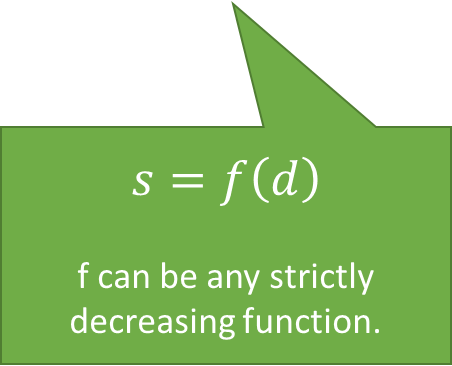 s = f(d)
f can be any strictly
decreasing function.